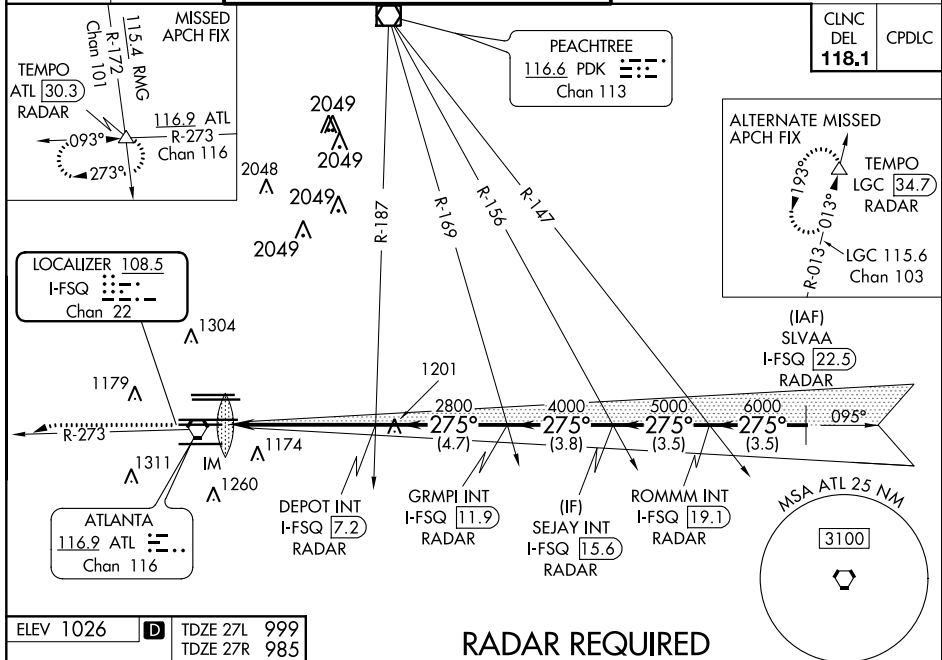 MISSED
APCH FIX
115.4 RMG
R-172
Chan 101
TEMPO
ATL 30.3
RADAR
116.9 ATL
R-273
Chan 116
093°
273°
PEACHTREE
116.6 PDK
Chan 113
CLNC
DEL
118.1
CPDLC
ALTERNATE MISSED
APCH FIX
TEMPO
LGC 34.7
RADAR
193°
013°
R-013
LGC 115.6
Chan 103
2049
2049
2048
2049
2049
R-187
R-169
R-156
R-147
LOCALIZER 108.5
I-FSQ
Chan 22
1304
1179
1201
(IAF)
SLVAA
I-FSQ 22.5
RADAR
2800
4000
5000
6000
275°
275°
275°
275°
095°
(4.7)
(3.8)
(3.5)
(3.5)
R-273
1311
IM
1174
1260
ATLANTA
116.9 ATL
Chan 116
DEPOT INT
I-FSQ 7.2
RADAR
GRMPI INT
I-FSQ 11.9
RADAR
(IF)
SEJAY INT
I-FSQ 15.6
RADAR
ROMMM INT
I-FSQ 19.1
RADAR
MSA ATL 25 NM
3100
ELEV 1026
D
TDZE 27L 999
TDZE 27R 985
RADAR REQUIRED